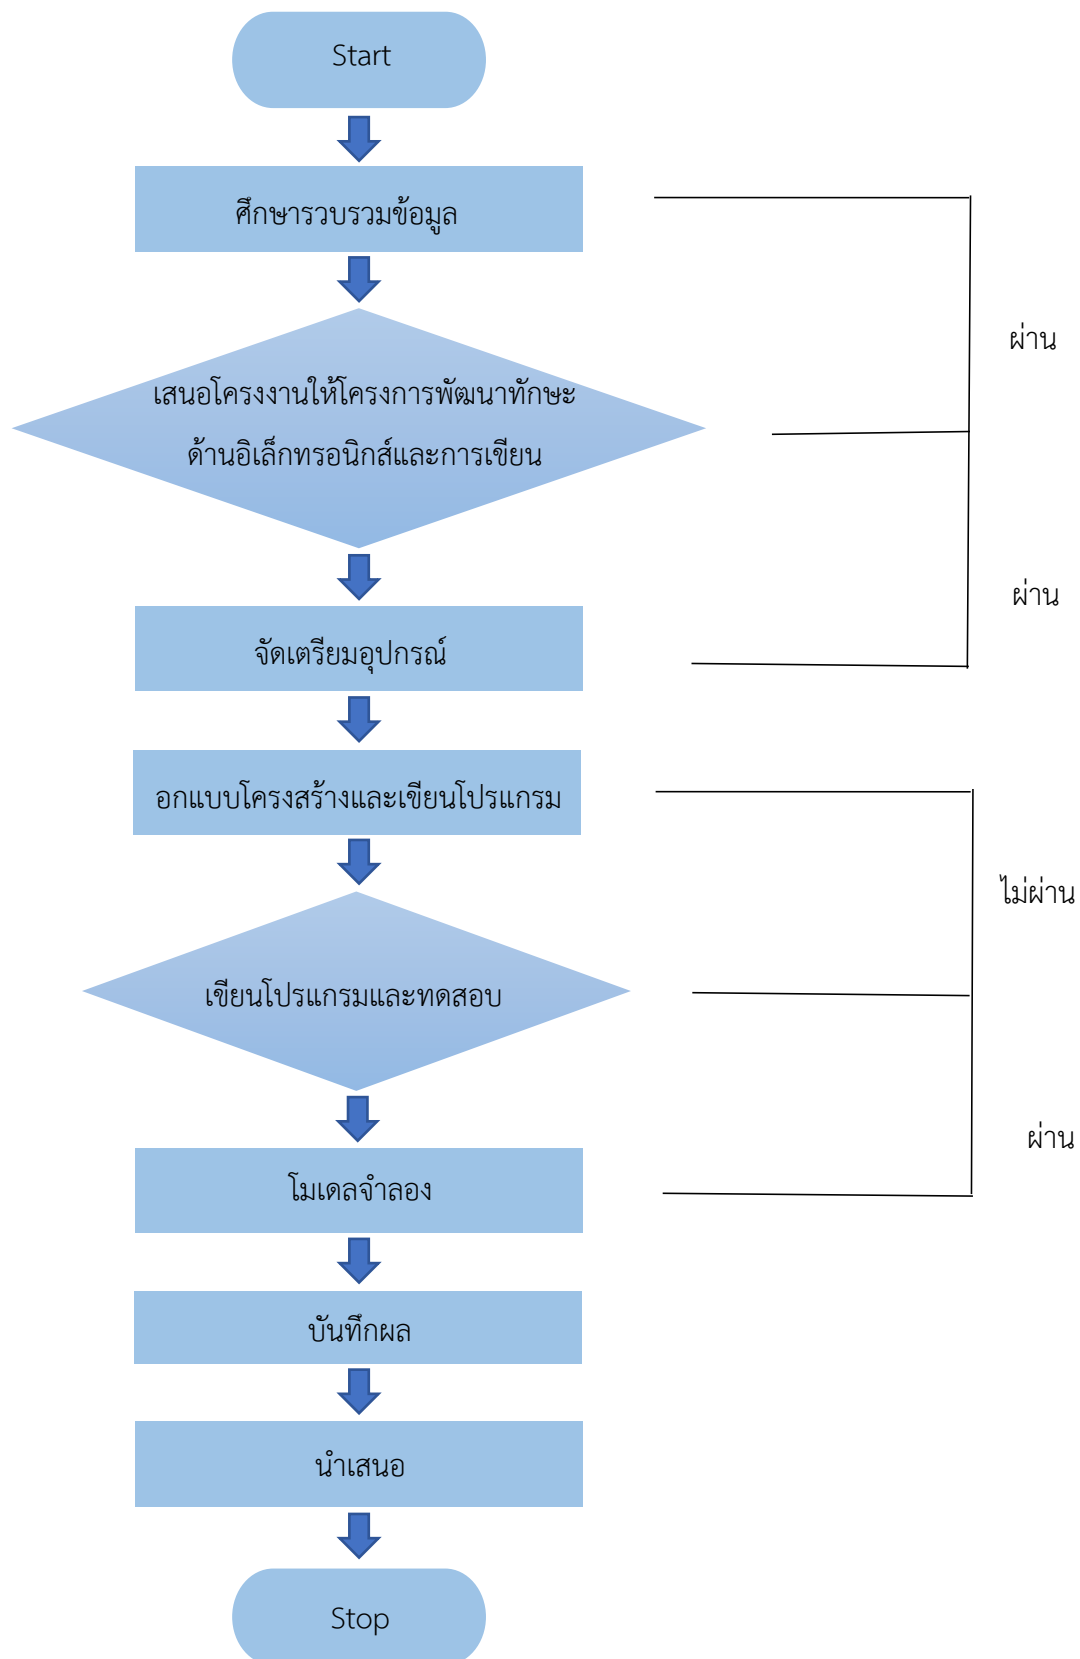 Start
ศึกษารวบรวมข้อมูล
ผ่าน
เสนอโครงงานให้โครงการพัฒนาทักษะ
ด้านอิเล็กทรอนิกส์และการเขียน
ผ่าน
จัดเตรียมอุปกรณ์
อกแบบโครงสร้างและเขียนโปรแกรม
ไม่ผ่าน
เขียนโปรแกรมและทดสอบ
ผ่าน
โมเดลจำลอง
บันทึกผล
นำเสนอ
Stop